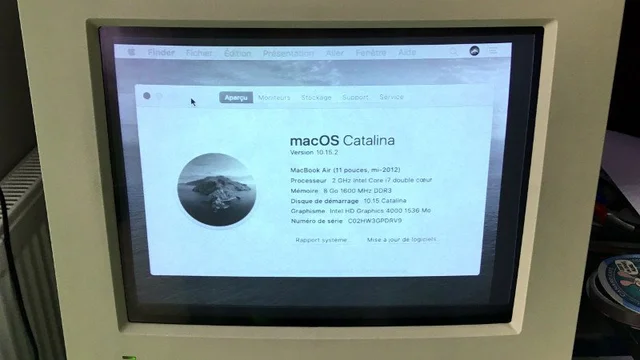 Finder Fichier Édition Présentation Aller Fenêtre Aide
Aperçu Moniteurs Stockage Support Service
macOS Catalina
Version 10.15.2
MacBook Air (11 pouces, mi-2012)
Processeur 2 GHz Intel Core i7 double cœur
Mémoire 8 Go 1600 MHz DDR3
Disque de démarrage 10.15 Catalina
Graphisme Intel HD Graphics 4000 1536 Mo
Numéro de série C02HW3GPDRV9
Rapport système... Mise à jour de logiciels...